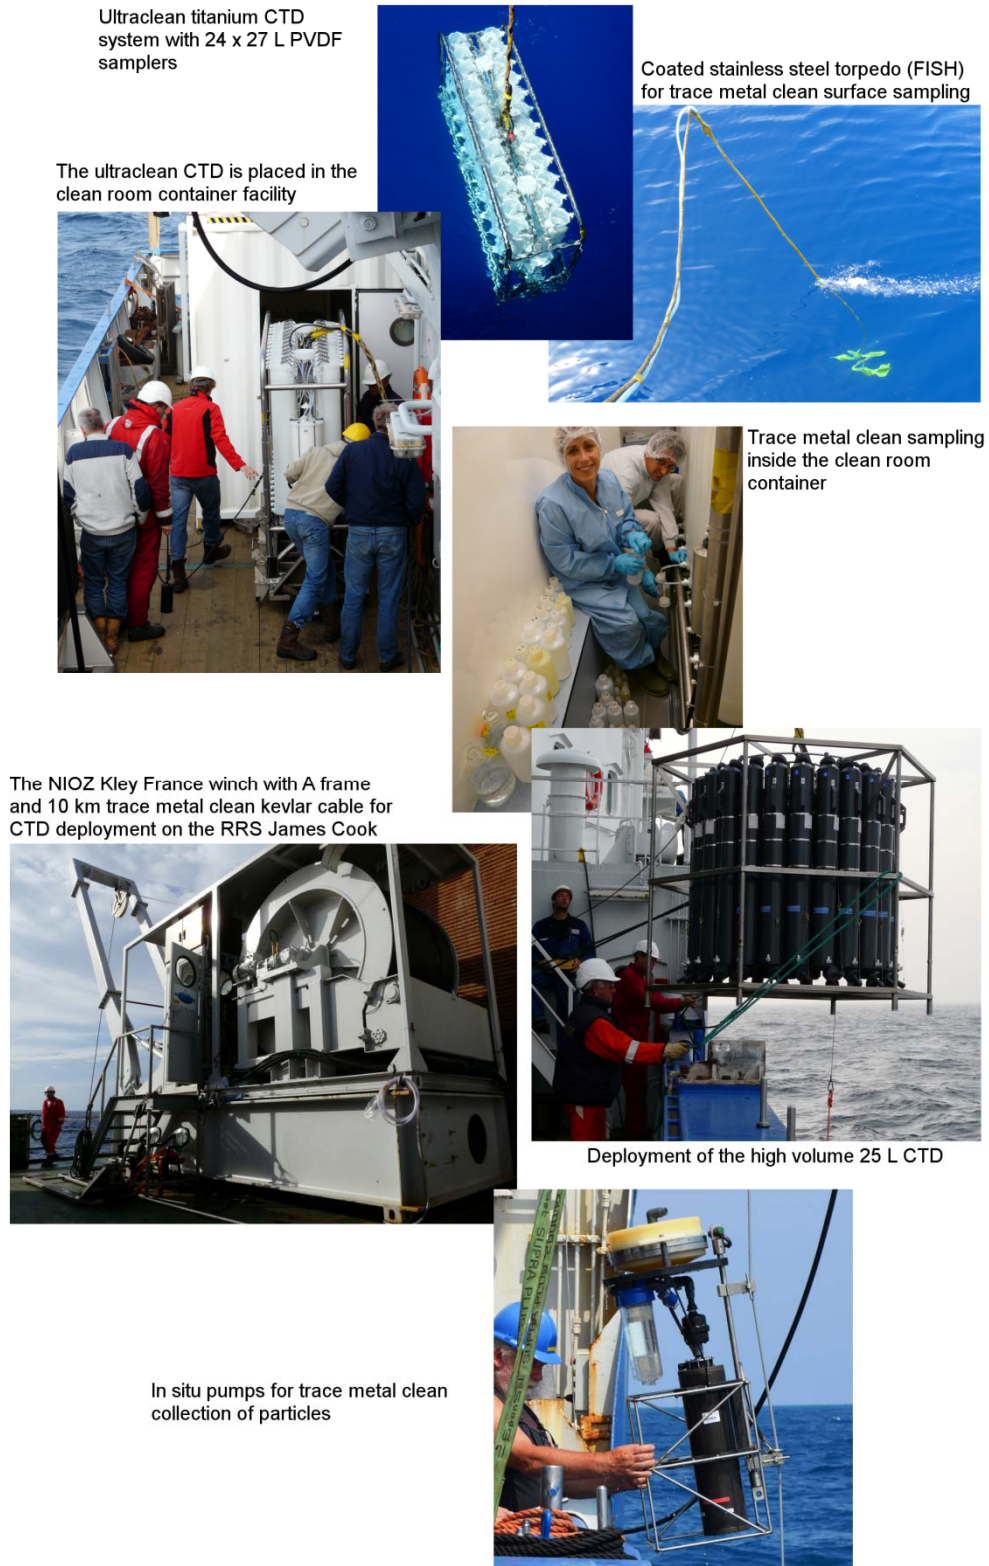 Ultraclean titanium CTD
system with 24 x 27 L PVDF
samplers
Coated stainless steel torpedo (FISH)
for trace metal clean surface sampling
The ultraclean CTD is placed in the
clean room container facility
Trace metal clean sampling
inside the clean room
container
The NIOZ Kley France winch with A frame
and 10 km trace metal clean kevlar cable for
CTD deployment on the RRS James Cook
Deployment of the high volume 25 L CTD
SUPRA PLUS
In situ pumps for trace metal clean
collection of particles